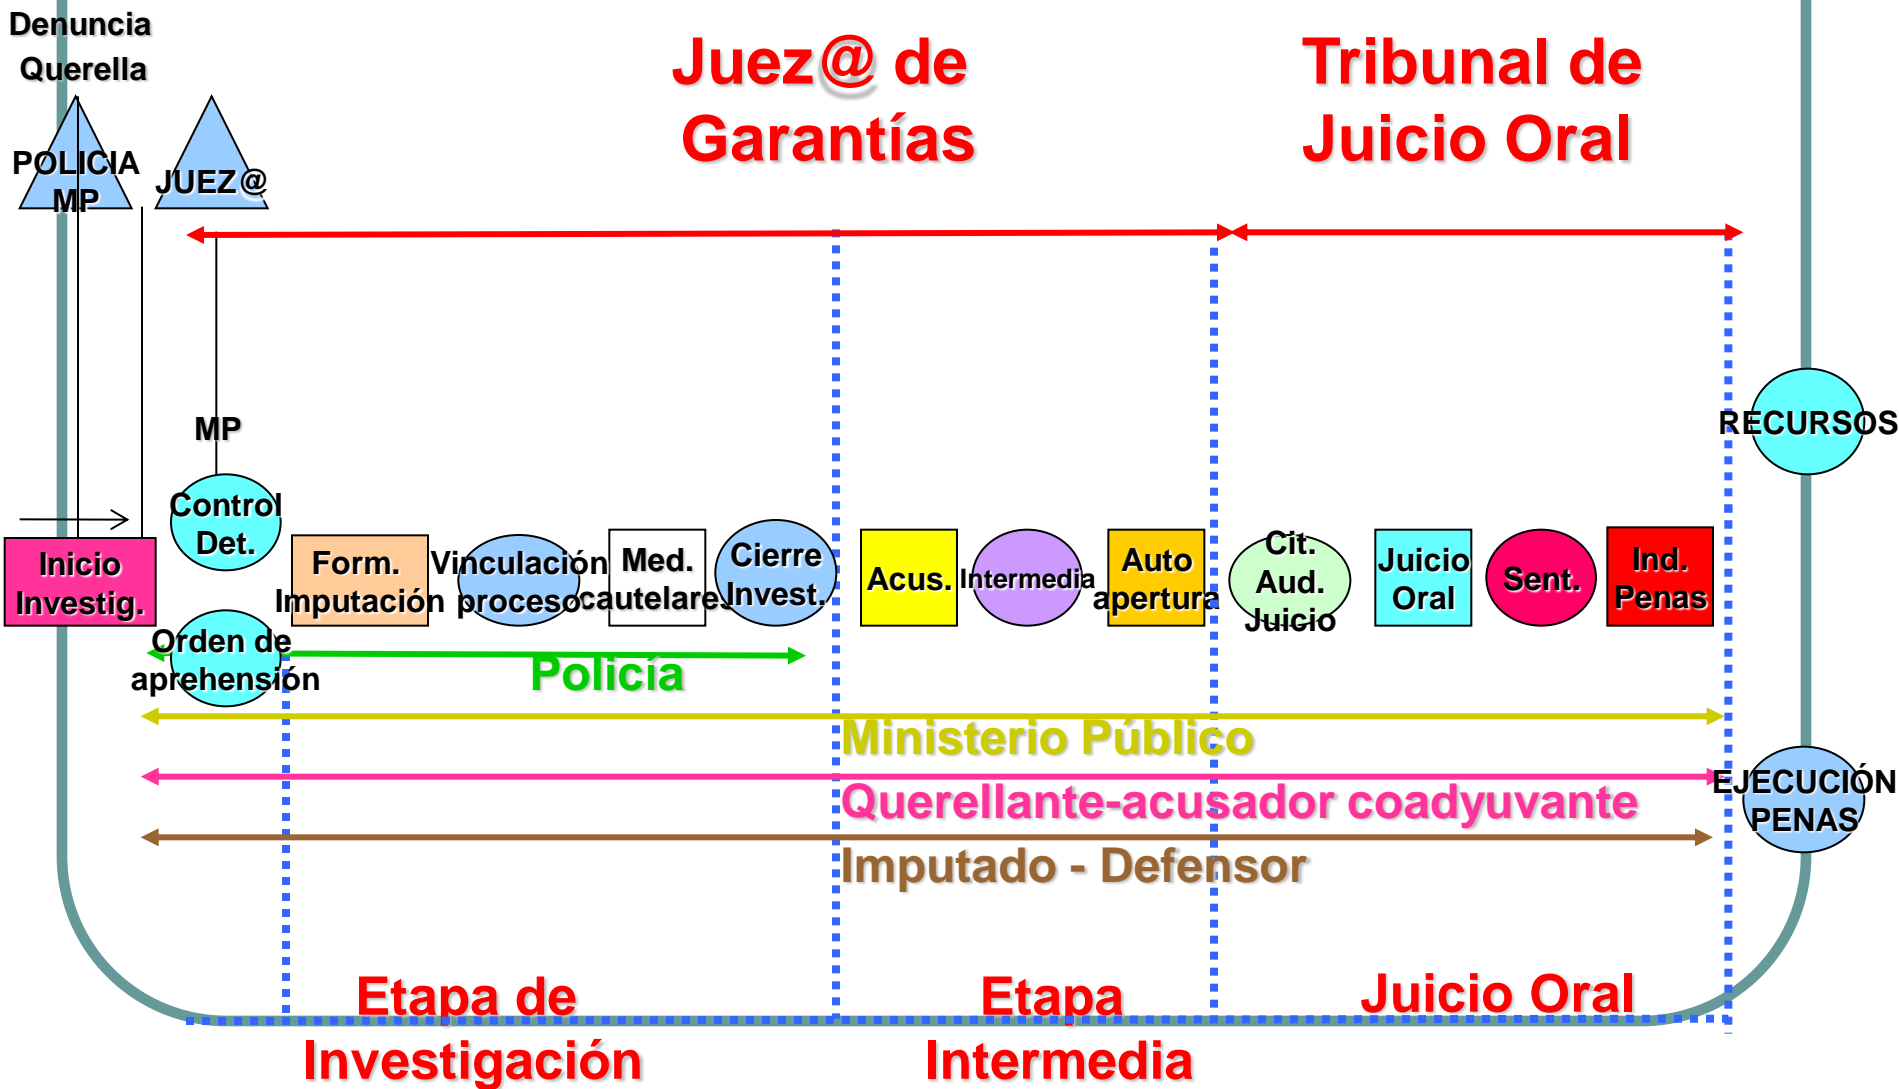 Denuncia
Querella
Juez@ de
Garantías
Tribunal de
Juicio Oral
POLICIA
MP
JUEZ@
MP
RECURSOS
Control
Det.
Inicio
Investig.
Form.
Imputación
Vinculación
proceso
Med.
cautelares
Cierre
Invest.
Acus.
Intermedia
Auto
apertura
Cit.
Aud.
Juicio
Juicio
Oral
Sent.
Ind.
Penas
Orden de
aprehensión
Policía
Ministerio Público
Querellante-acusador coadyuvante
EJECUCIÓN
PENAS
Imputado - Defensor
Etapa de
Investigación
Etapa
Intermedia
Juicio Oral